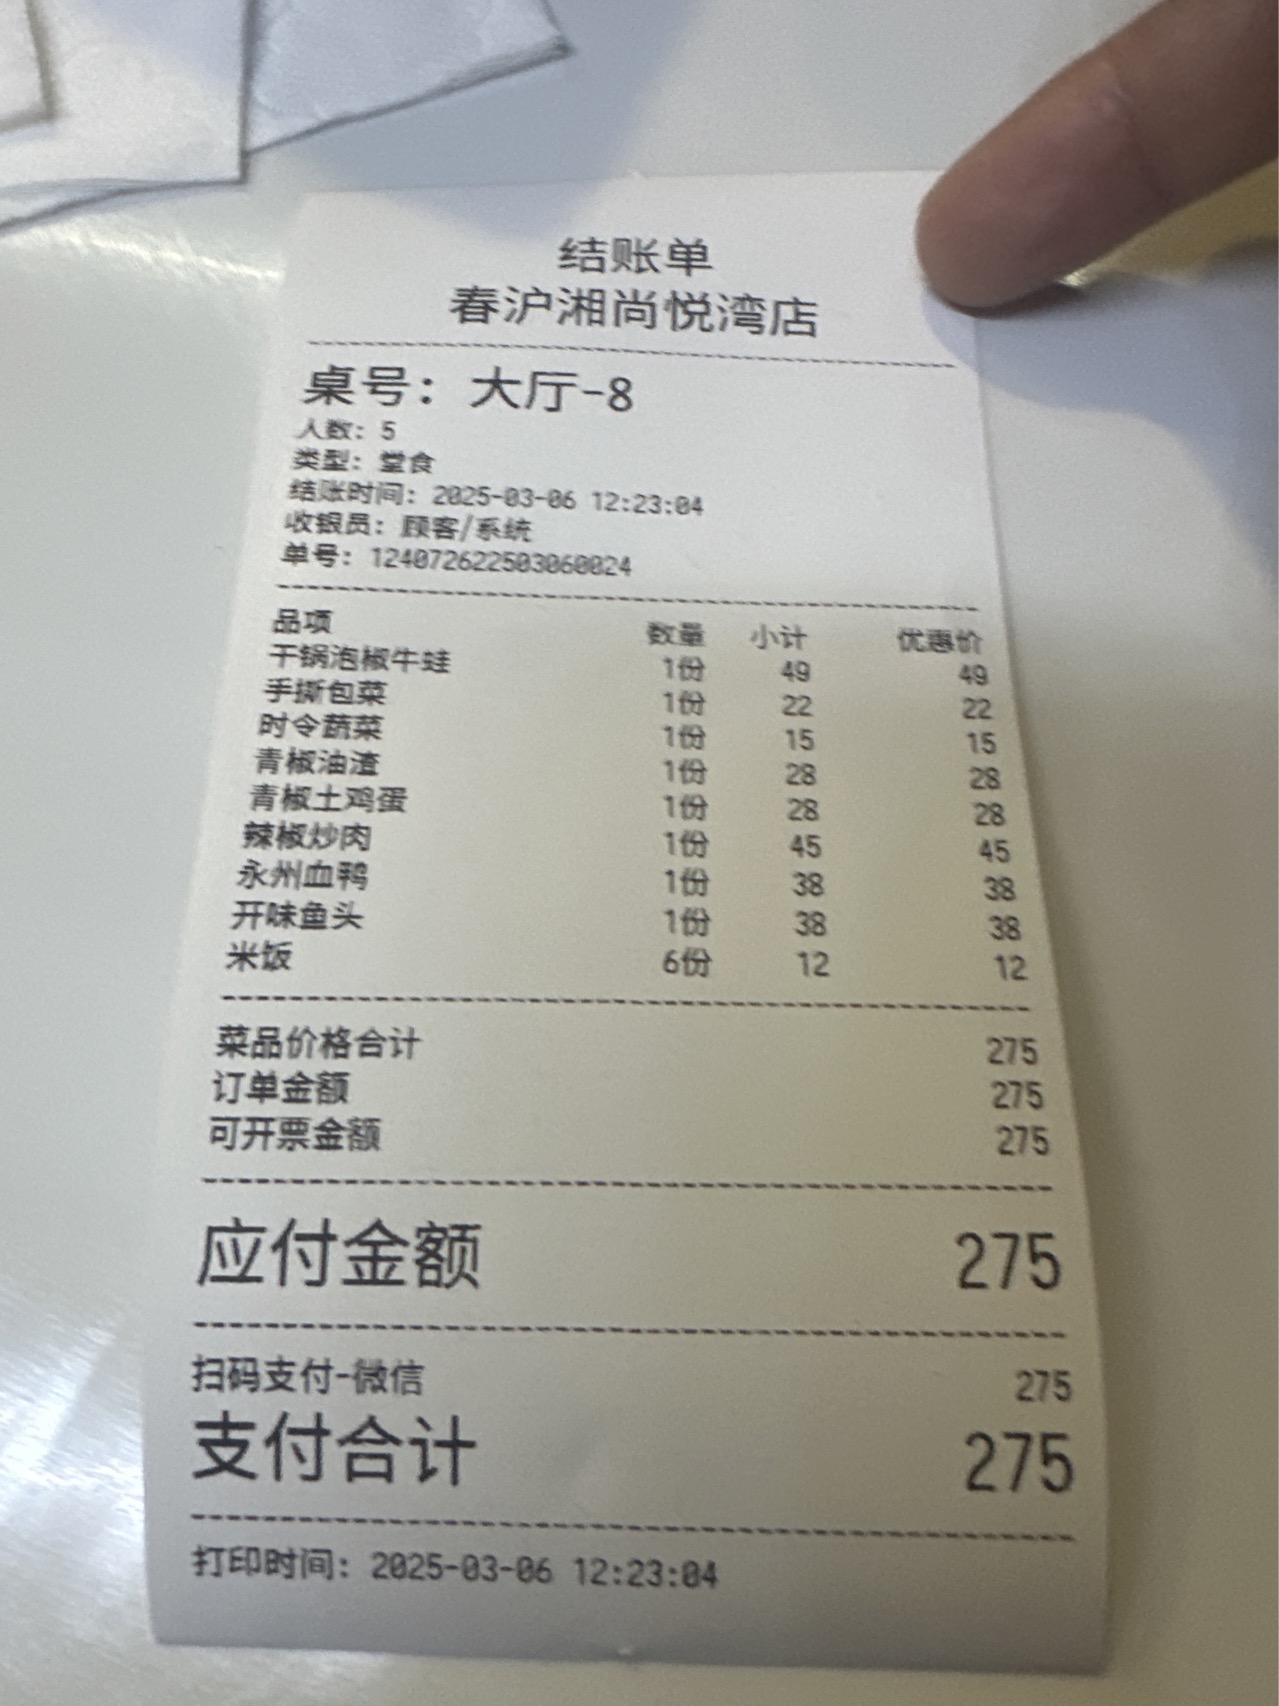 结账单
春沪湘尚悦湾店
桌号：大厅-8
人数：5
类型：堂食
结账时间：2025-03-06 12:23:04
收银员：顾客/系统
单号：124072622503060024
品项 数量 小计 优惠价
干锅泡椒牛蛙 1份 49 49
手撕包菜 1份 22 22
时令蔬菜 1份 15 15
青椒油渣 1份 28 28
青椒土鸡蛋 1份 28 28
辣椒炒肉 1份 45 45
永州血鸭 1份 38 38
开味鱼头 1份 38 38
米饭 6份 12 12
菜品价格合计 275
订单金额 275
可开票金额 275
应付金额 275
扫码支付-微信 275
支付合计 275
打印时间：2025-03-06 12:23:04